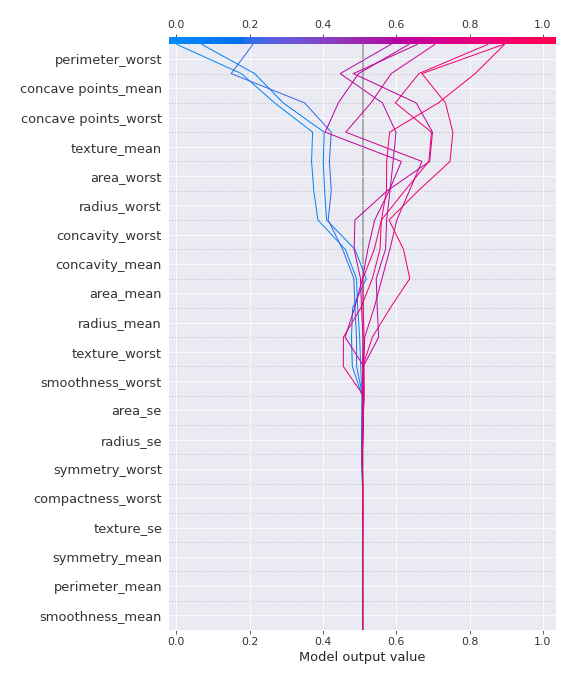 0.0 0.2 0.4 0.6 0.8 1.0
perimeter_worst
concave points_mean
concave points_worst
texture_mean
area_worst
radius_worst
concavity_worst
concavity_mean
area_mean
radius_mean
texture_worst
smoothness_worst
area_se
radius_se
symmetry_worst
compactness_worst
texture_se
symmetry_mean
perimeter_mean
smoothness_mean
0.0 0.2 0.4 0.6 0.8 1.0
Model output value